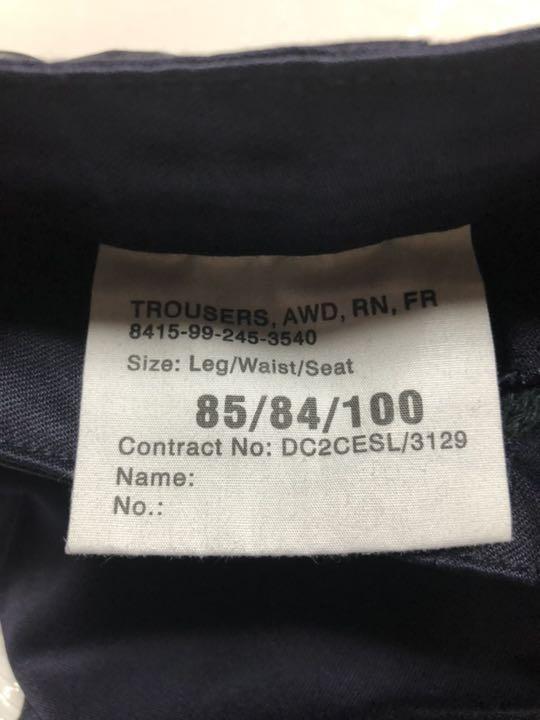 TROUSERS, AWD, RN, FR
8415-99-245-3540
Size: Leg/Waist/Seat
85/84/100
Contract No: DC2CESL/3129
Name:
No.: